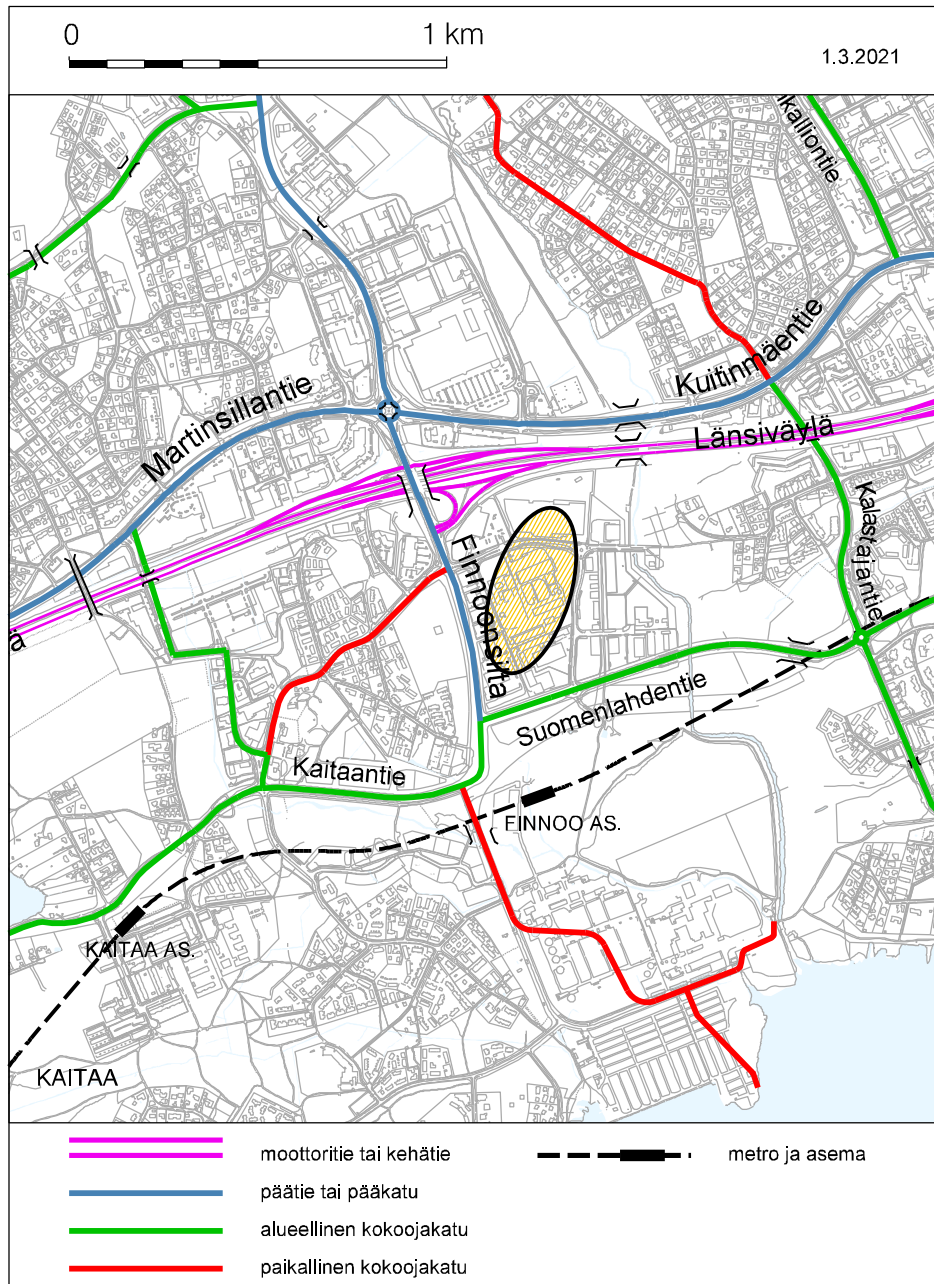 0
1 km
1.3.2021
Martinsillantie
Kuitinmäentie
Länsiväylä
Finnoonsilta
Kalastajantie
Suomenlahdentie
Kaitaantie
FINNOO AS.
KAITAA AS.
KAITAA
moottoritie tai kehätie
metro ja asema
päätie tai pääkatu
alueellinen kokoojakatu
paikallinen kokoojakatu